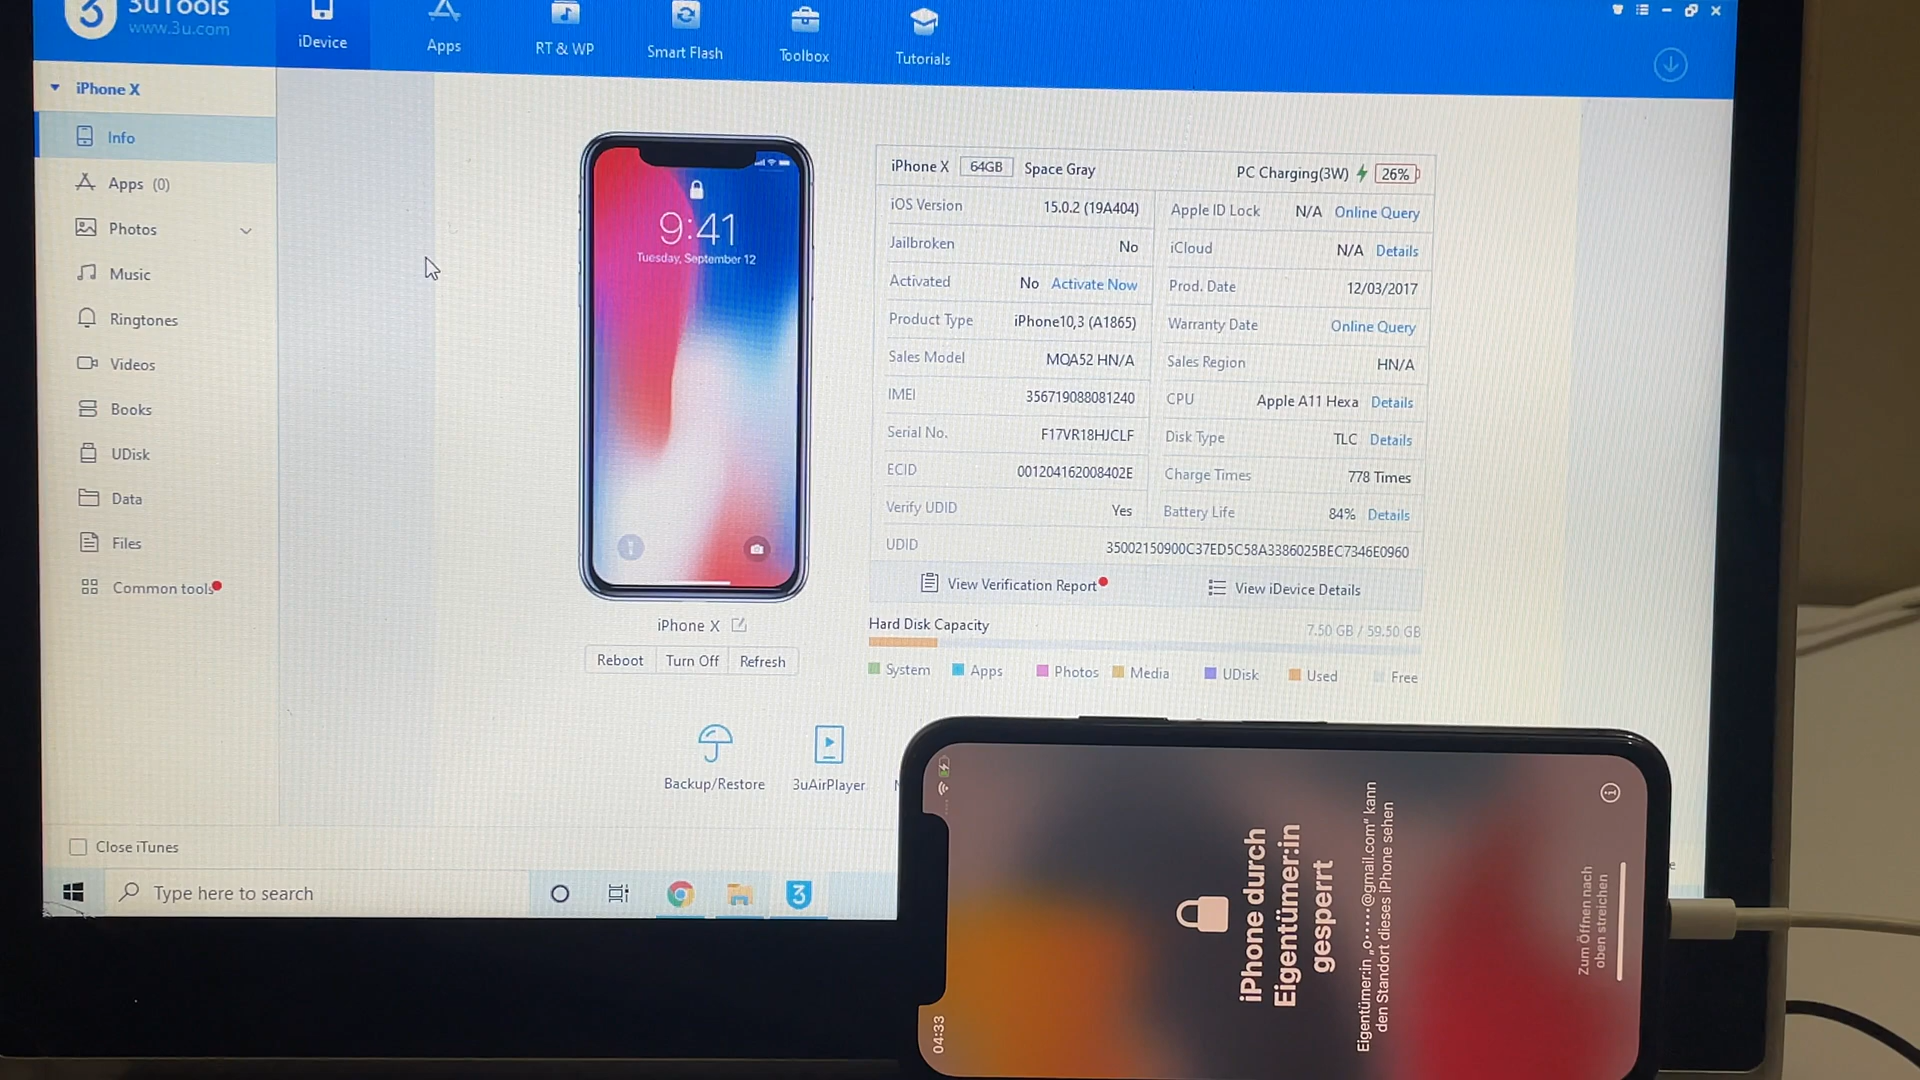 3uTools
www.3u.com
iDevice
Apps
RT & WP
Smart Flash
Toolbox
Tutorials
iPhone X
Info
Apps (0)
Photos
Music
Ringtones
Videos
Books
UDisk
Data
Files
Common tools
Close iTunes
9:41
Tuesday, September 12
iPhone X
Reboot Turn Off Refresh
iPhone X 64GB Space Gray PC Charging(3W) 26%
iOS Version 15.0.2 (19A404)
Jailbroken No
Activated No Activate Now
Product Type iPhone10,3 (A1865)
Sales Model MQA52 HN/A
IMEI 356719088081240
Serial No. F17VR18HJCLF
ECID 001204162008402E
Verify UDID Yes
UDID 35002150900C37ED5C58A3386025BEC7346E0960
Apple ID Lock N/A Online Query
iCloud N/A Details
Prod. Date 12/03/2017
Warranty Date Online Query
Sales Region HN/A
CPU Apple A11 Hexa Details
Disk Type TLC Details
Charge Times 778 Times
Battery Life 84% Details
View Verification Report View iDevice Details
Hard Disk Capacity 7.50 GB / 59.50 GB
System Apps Photos Media UDisk Used Free
Backup/Restore 3uAirPlayer
Type here to search
04:33
iPhone durch
Eigentümer:in
gesperrt
Eigentümer:in „o•••••@gmail.com“ kann
den Standort dieses iPhone sehen
Zum Öffnen nach
oben streichen